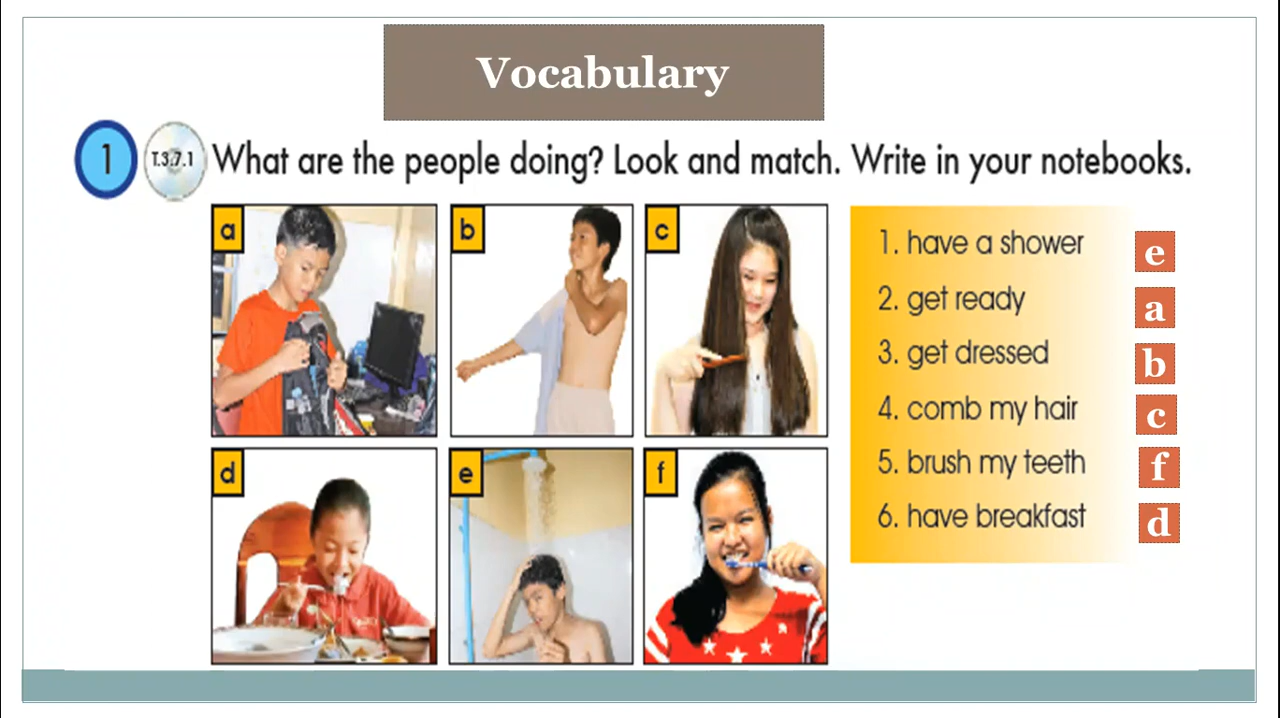 Vocabulary
1 T.3.7.1 What are the people doing? Look and match. Write in your notebooks.
a
b
c
d
e
f
1. have a shower e
2. get ready a
3. get dressed b
4. comb my hair c
5. brush my teeth f
6. have breakfast d